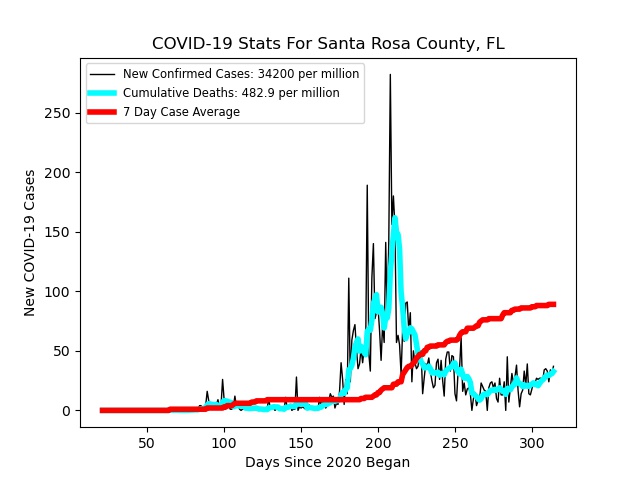 COVID-19 Stats For Santa Rosa County, FL
New Confirmed Cases: 34200 per million
Cumulative Deaths: 482.9 per million
7 Day Case Average
New COVID-19 Cases
250
200
150
100
50
0
50 100 150 200 250 300
Days Since 2020 Began